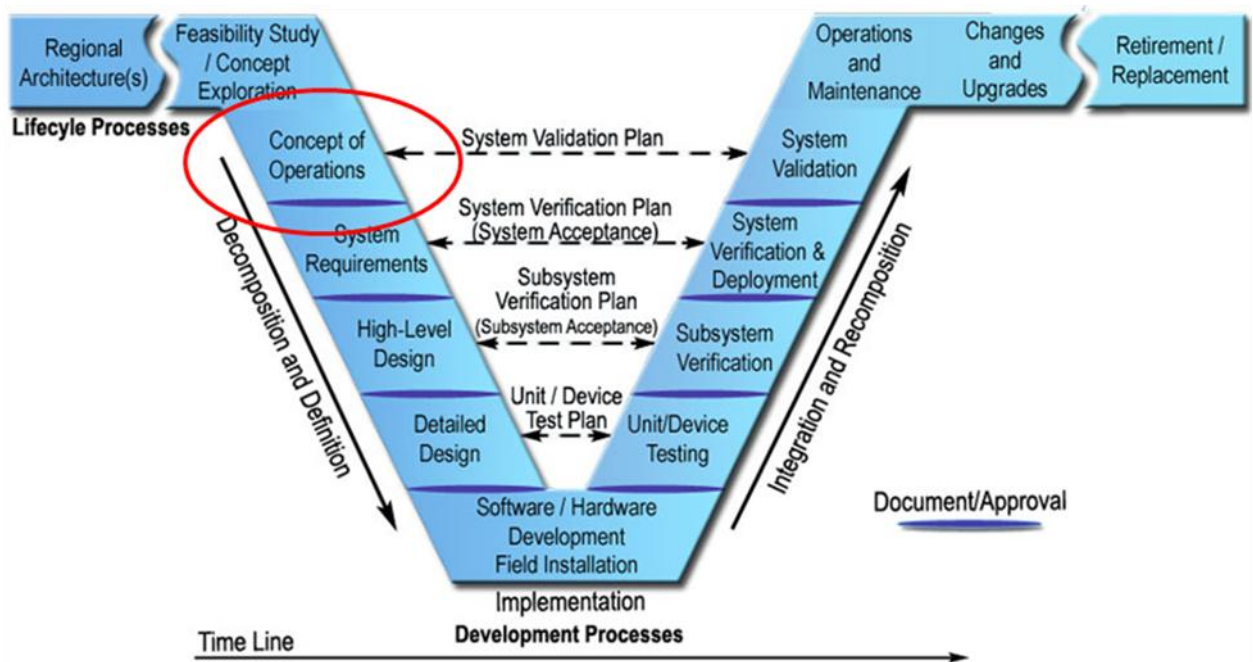 Regional
Architecture(s)
Feasibility Study
/ Concept
Exploration
Operations
and
Maintenance
Changes
and
Upgrades
Retirement /
Replacement
Lifecyle Processes
Concept of
Operations
System Validation Plan
System
Validation
System
Requirements
System Verification Plan
(System Acceptance)
System
Verification &
Deployment
High-Level
Design
Subsystem
Verification Plan
(Subsystem Acceptance)
Subsystem
Verification
Detailed
Design
Unit / Device
Test Plan
Unit/Device
Testing
Decomposition and Definition
Integration and Recomposition
Software / Hardware
Development
Field Installation
Document/Approval
Implementation
Development Processes
Time Line